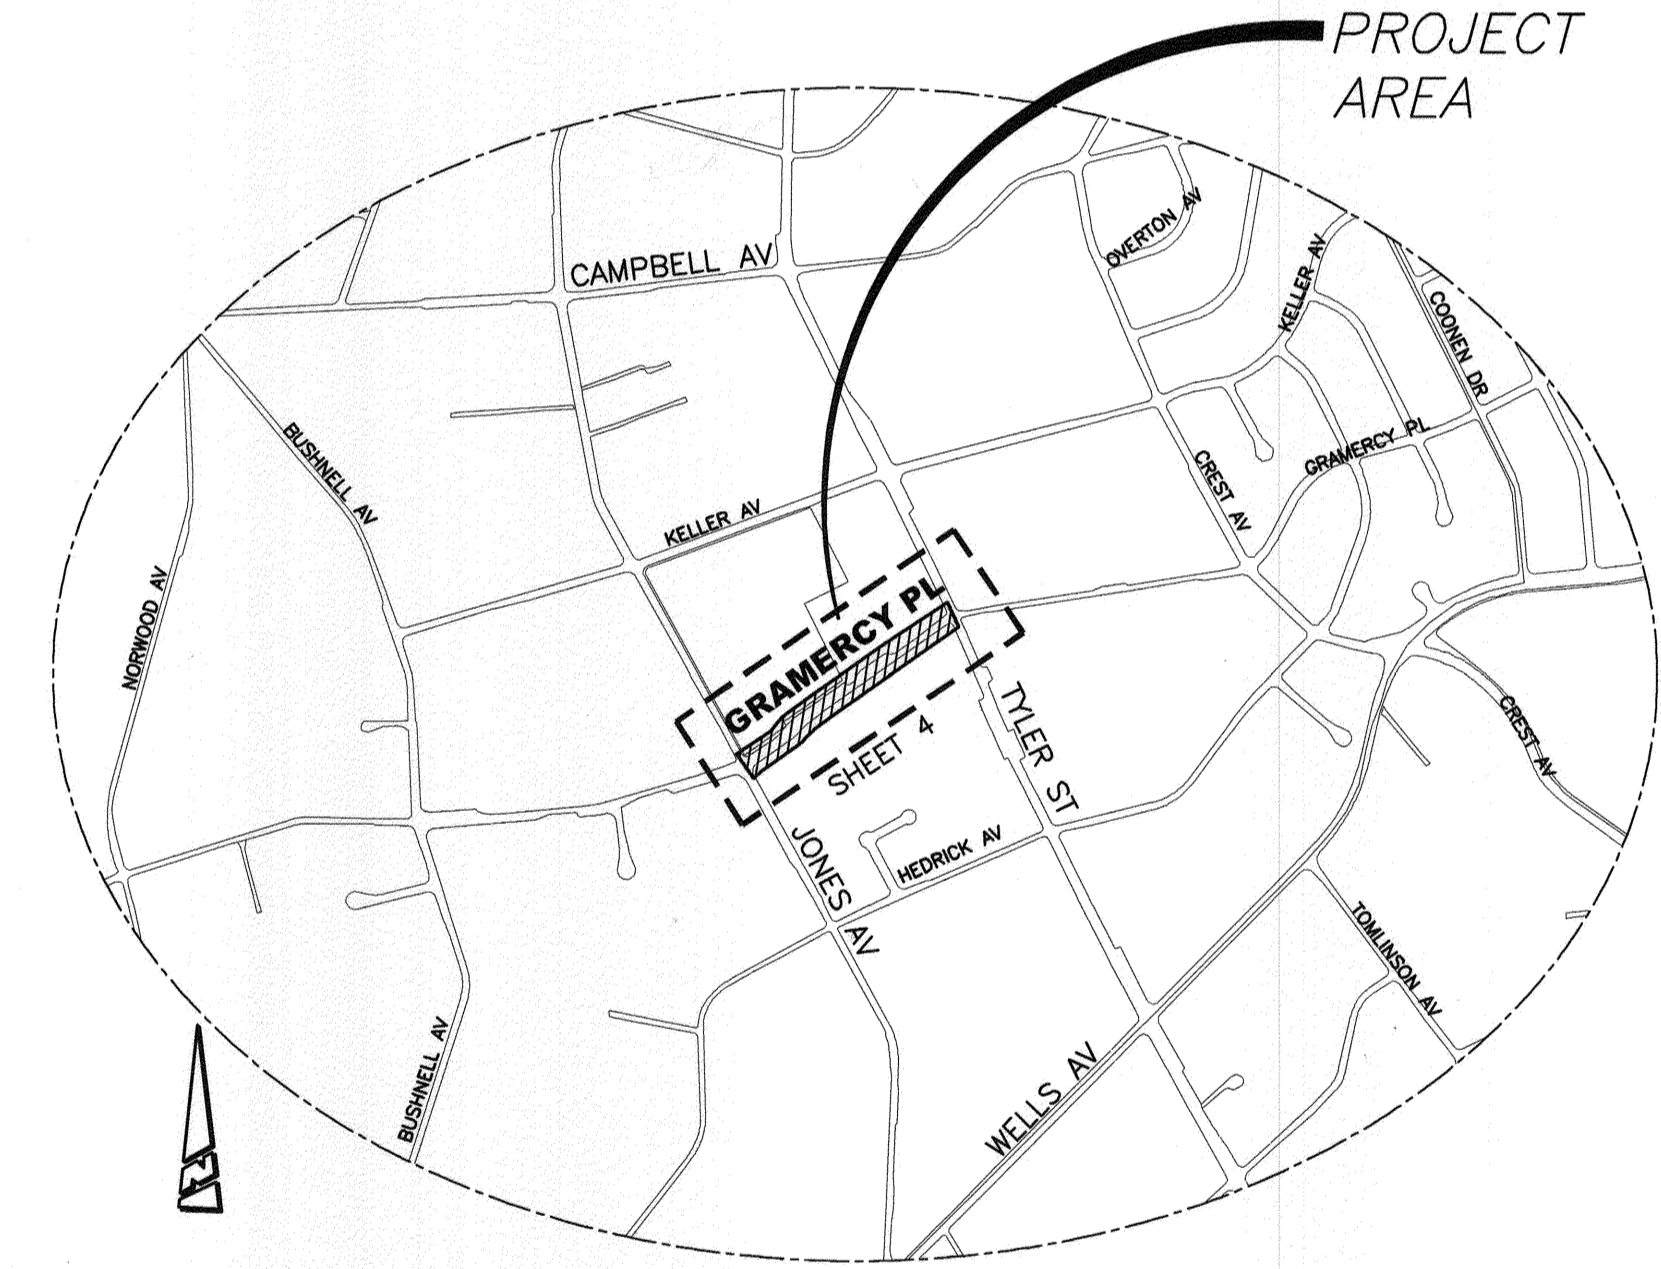 PROJECT
AREA
OVERTON AV
CAMPBELL AV
KELLER AV
COONEN DR
BUSHNELL AV
GRAMERCY PL
CREST AV
KELLER AV
NORWOOD AV
GRAMERCY PL
SHEET 4
TYLER ST
CREST AV
JONES AV
HEDRICK AV
TOMLINSON AV
BUSHNELL AV
WELLS AV
N